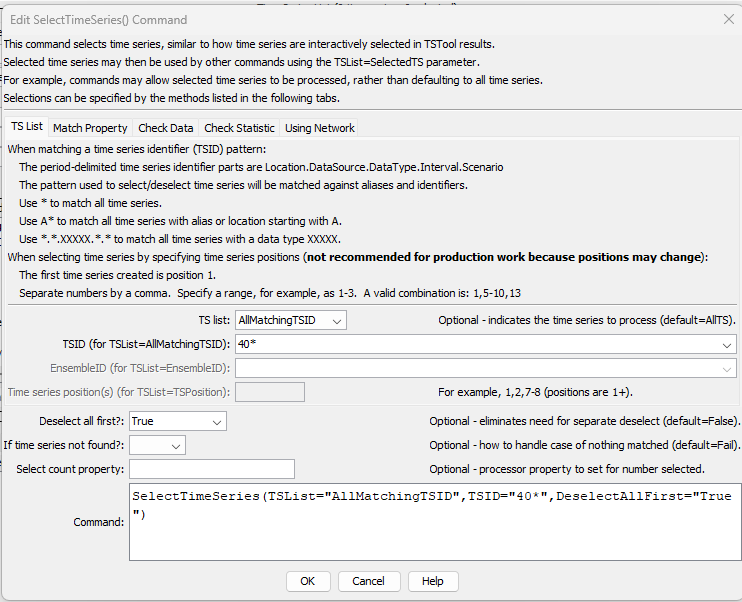 Edit SelectTimeSeries() Command
This command selects time series, similar to how time series are interactively selected in TSTool results.
Selected time series may then be used by other commands using the TSList=SelectedTS parameter.
For example, commands may allow selected time series to be processed, rather than defaulting to all time series.
Selections can be specified by the methods listed in the following tabs.
TS List Match Property Check Data Check Statistic Using Network
When matching a time series identifier (TSID) pattern:
The period-delimited time series identifier parts are Location.DataSource.DataType.Interval.Scenario
The pattern used to select/deselect time series will be matched against aliases and identifiers.
Use * to match all time series.
Use A* to match all time series with alias or location starting with A.
Use *.*.XXXXX.*.* to match all time series with a data type XXXXX.
When selecting time series by specifying time series positions (not recommended for production work because positions may change):
The first time series created is position 1.
Separate numbers by a comma.  Specify a range, for example, as 1-3.  A valid combination is: 1,5-10,13
TS list: AllMatchingTSID Optional - indicates the time series to process (default=AllTS).
TSID (for TSList=AllMatchingTSID): 40*
EnsembleID (for TSList=EnsembleID):
Time series position(s) (for TSList=TSPosition): For example, 1,2,7-8 (positions are 1+).
Deselect all first?: True Optional - eliminates need for separate deselect (default=False).
If time series not found?: Optional - how to handle case of nothing matched (default=Fail).
Select count property: Optional - processor property to set for number selected.
Command: SelectTimeSeries(TSList="AllMatchingTSID",TSID="40*",DeselectAllFirst="True
")
OK Cancel Help